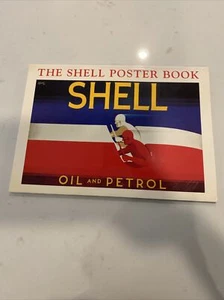 THE SHELL POSTER BOOK
SHELL
OIL AND PETROL